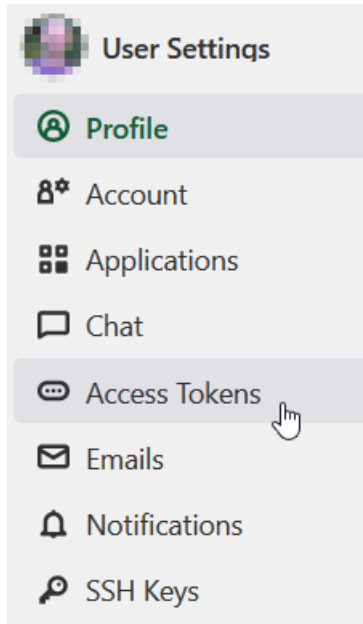 User Settings
Profile
Account
Applications
Chat
Access Tokens
Emails
Notifications
SSH Keys